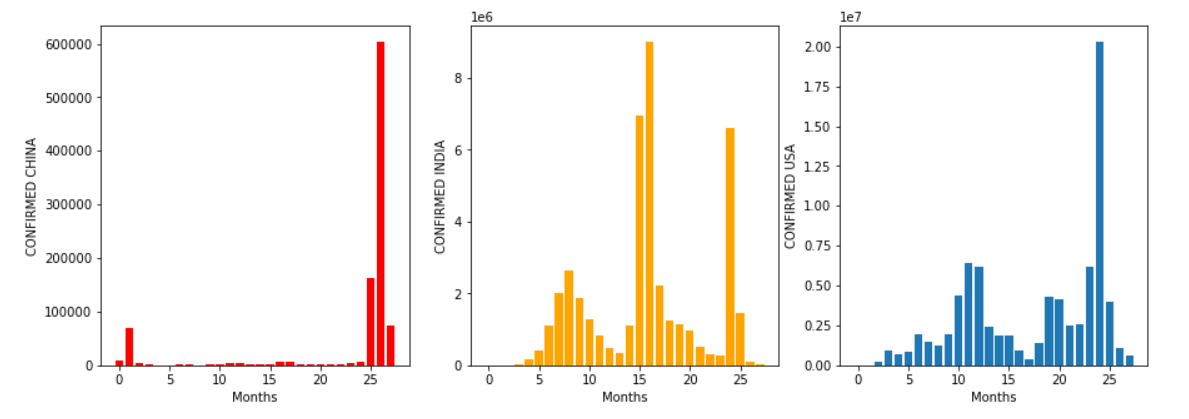 CONFIRMED CHINA
600000
500000
400000
300000
200000
100000
0
0 5 10 15 20 25
Months
1e6
CONFIRMED INDIA
8
6
4
2
0
0 5 10 15 20 25
Months
1e7
CONFIRMED USA
2.00
1.75
1.50
1.25
1.00
0.75
0.50
0.25
0.00
0 5 10 15 20 25
Months